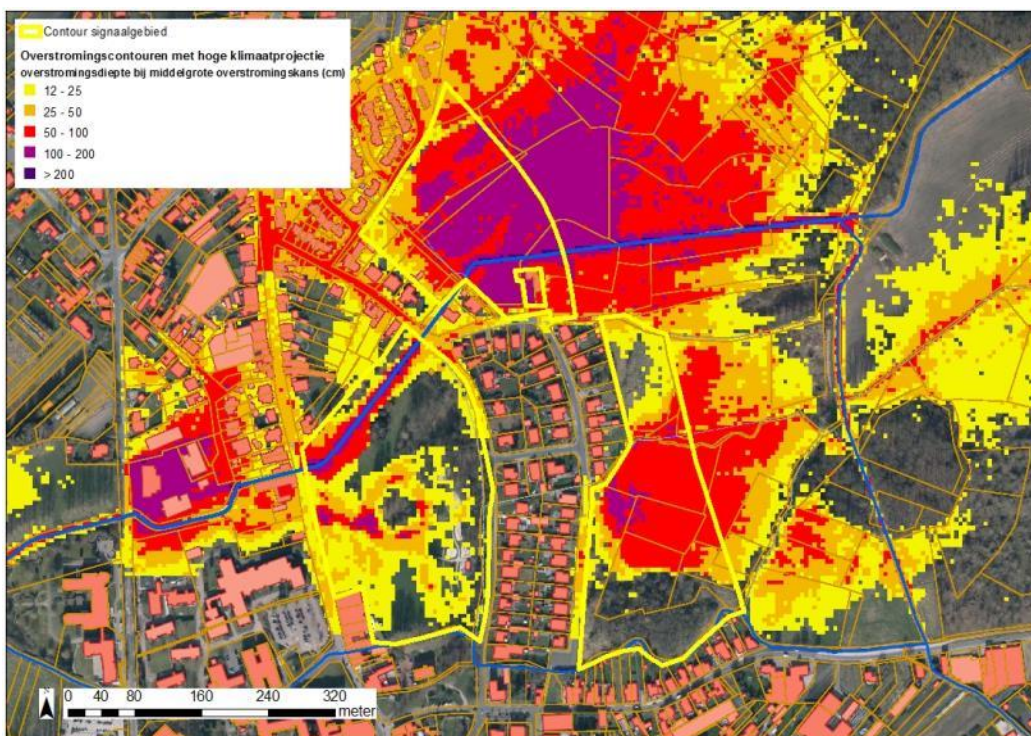 Contour signaalgebied
Overstromingscontouren met hoge klimaatprojectie
overstromingsdiepte bij middelgrote overstromingskans (cm)
12 - 25
25 - 50
50 - 100
100 - 200
> 200
0 40 80 160 240 320
meter